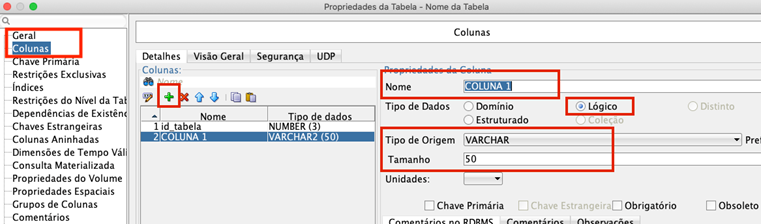 Propriedades da Tabela - Nome da Tabela
Geral
Colunas
Chave Primária
Restrições Exclusivas
Índices
Restrições do Nível da Tab
Dependências de Existênc
Chaves Estrangeiras
Colunas Aninhadas
Dimensões de Tempo Váli
Consulta Materializada
Propriedades do Volume
Propriedades Espaciais
Grupos de Colunas
Comentários
Colunas
Detalhes Visão Geral Segurança UDP
Colunas:
Nome
Nome Tipo de dados
1 id_tabela NUMBER (3)
2 COLUNA 1 VARCHAR2 (50)
Propriedades da Coluna
Nome COLUNA 1
Tipo de Dados Domínio Lógico Distinto
Estruturado Coleção
Tipo de Origem VARCHAR Pref
Tamanho 50
Unidades:
Chave Primária Chave Estrangeira Obrigatório Obsoleto
Comentários no RDBMS Comentários Observações